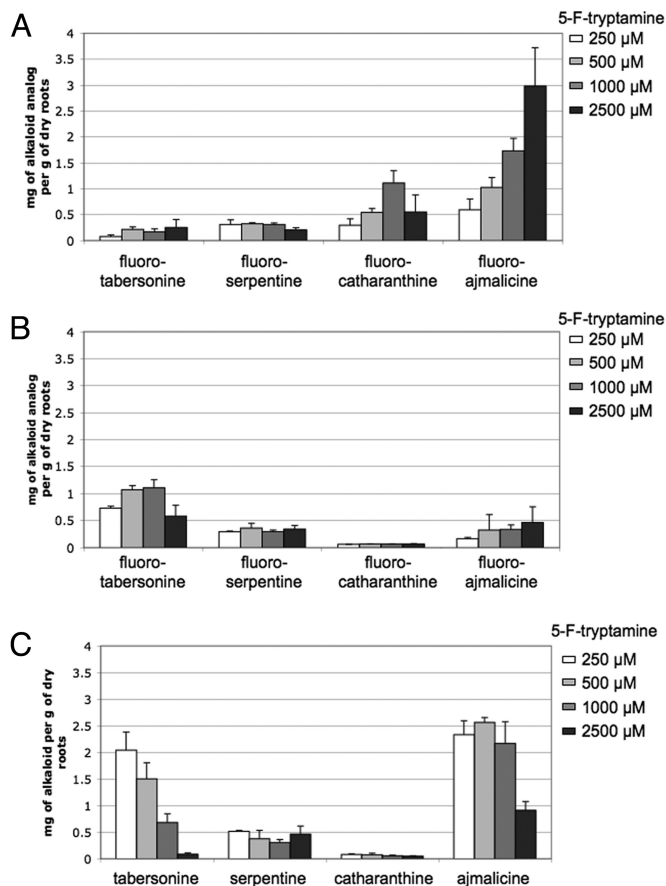 A
5-F-tryptamine
250 µM
500 µM
1000 µM
2500 µM
mg of alkaloid analog
per g of dry roots
4
3.5
3
2.5
2
1.5
1
0.5
0
fluoro-
tabersonine
fluoro-
serpentine
fluoro-
catharanthine
fluoro-
ajmalicine
B
5-F-tryptamine
250 µM
500 µM
1000 µM
2500 µM
mg of alkaloid analog
per g of dry roots
4
3.5
3
2.5
2
1.5
1
0.5
0
fluoro-
tabersonine
fluoro-
serpentine
fluoro-
catharanthine
fluoro-
ajmalicine
C
5-F-tryptamine
250 µM
500 µM
1000 µM
2500 µM
mg of alkaloid per g of dry
roots
4
3.5
3
2.5
2
1.5
1
0.5
0
tabersonine
serpentine
catharanthine
ajmalicine